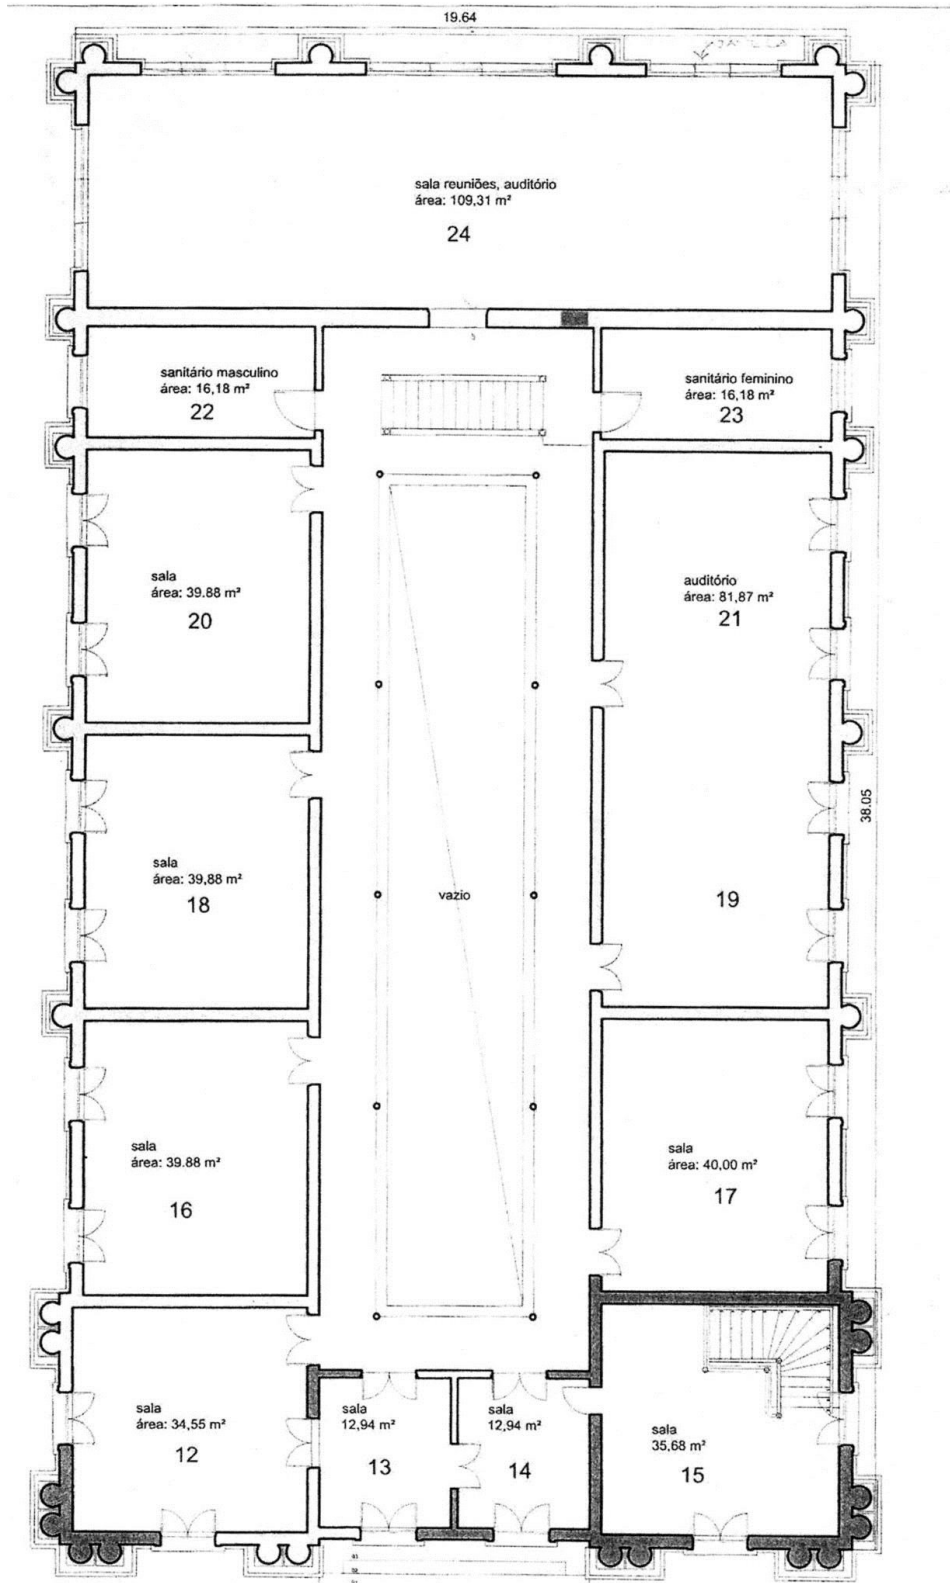 19.64
sala reuniões, auditório
área: 109,31 m²
24
sanitário masculino
área: 16,18 m²
22
sanitário feminino
área: 16,18 m²
23
sala
área: 39.88 m²
20
auditório
área: 81,87 m²
21
38.05
sala
área: 39,88 m²
18
vazio
19
sala
área: 39.88 m²
16
sala
área: 40,00 m²
17
sala
área: 34,55 m²
12
sala
12,94 m²
13
sala
12,94 m²
14
sala
35,68 m²
15